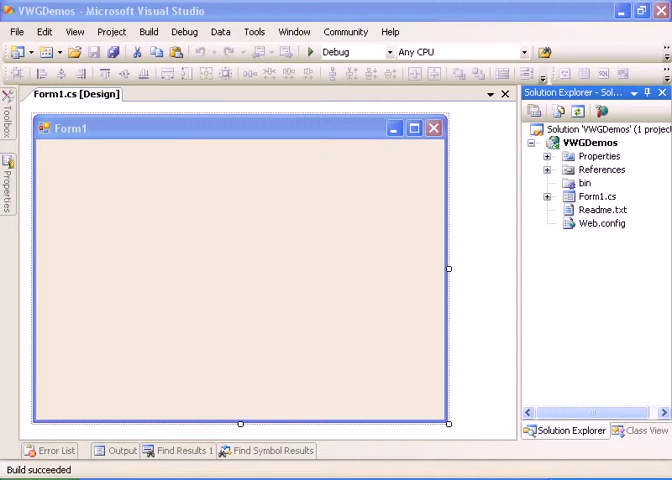 VWGDemos - Microsoft Visual Studio
File Edit View Project Build Debug Data Tools Window Community Help
Debug Any CPU
Form1.cs [Design]
Solution Explorer - Sol...
Toolbox
Properties
Form1
Solution 'VWGDemos' (1 projec
VWGDemos
Properties
References
bin
Form1.cs
Readme.txt
Web.config
Solution Explorer Class View
Error List Output Find Results 1 Find Symbol Results
Build succeeded